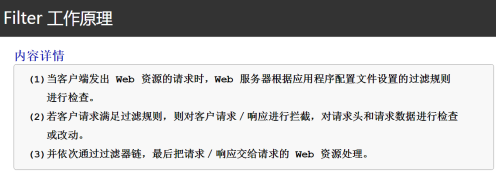 Filter 工作原理
内容详情
(1) 当客户端发出 Web 资源的请求时，Web 服务器根据应用程序配置文件设置的过滤规则
进行检查。
(2) 若客户请求满足过滤规则，则对客户请求／响应进行拦截，对请求头和请求数据进行检查
或改动。
(3) 并依次通过过滤器链，最后把请求／响应交给请求的 Web 资源处理。